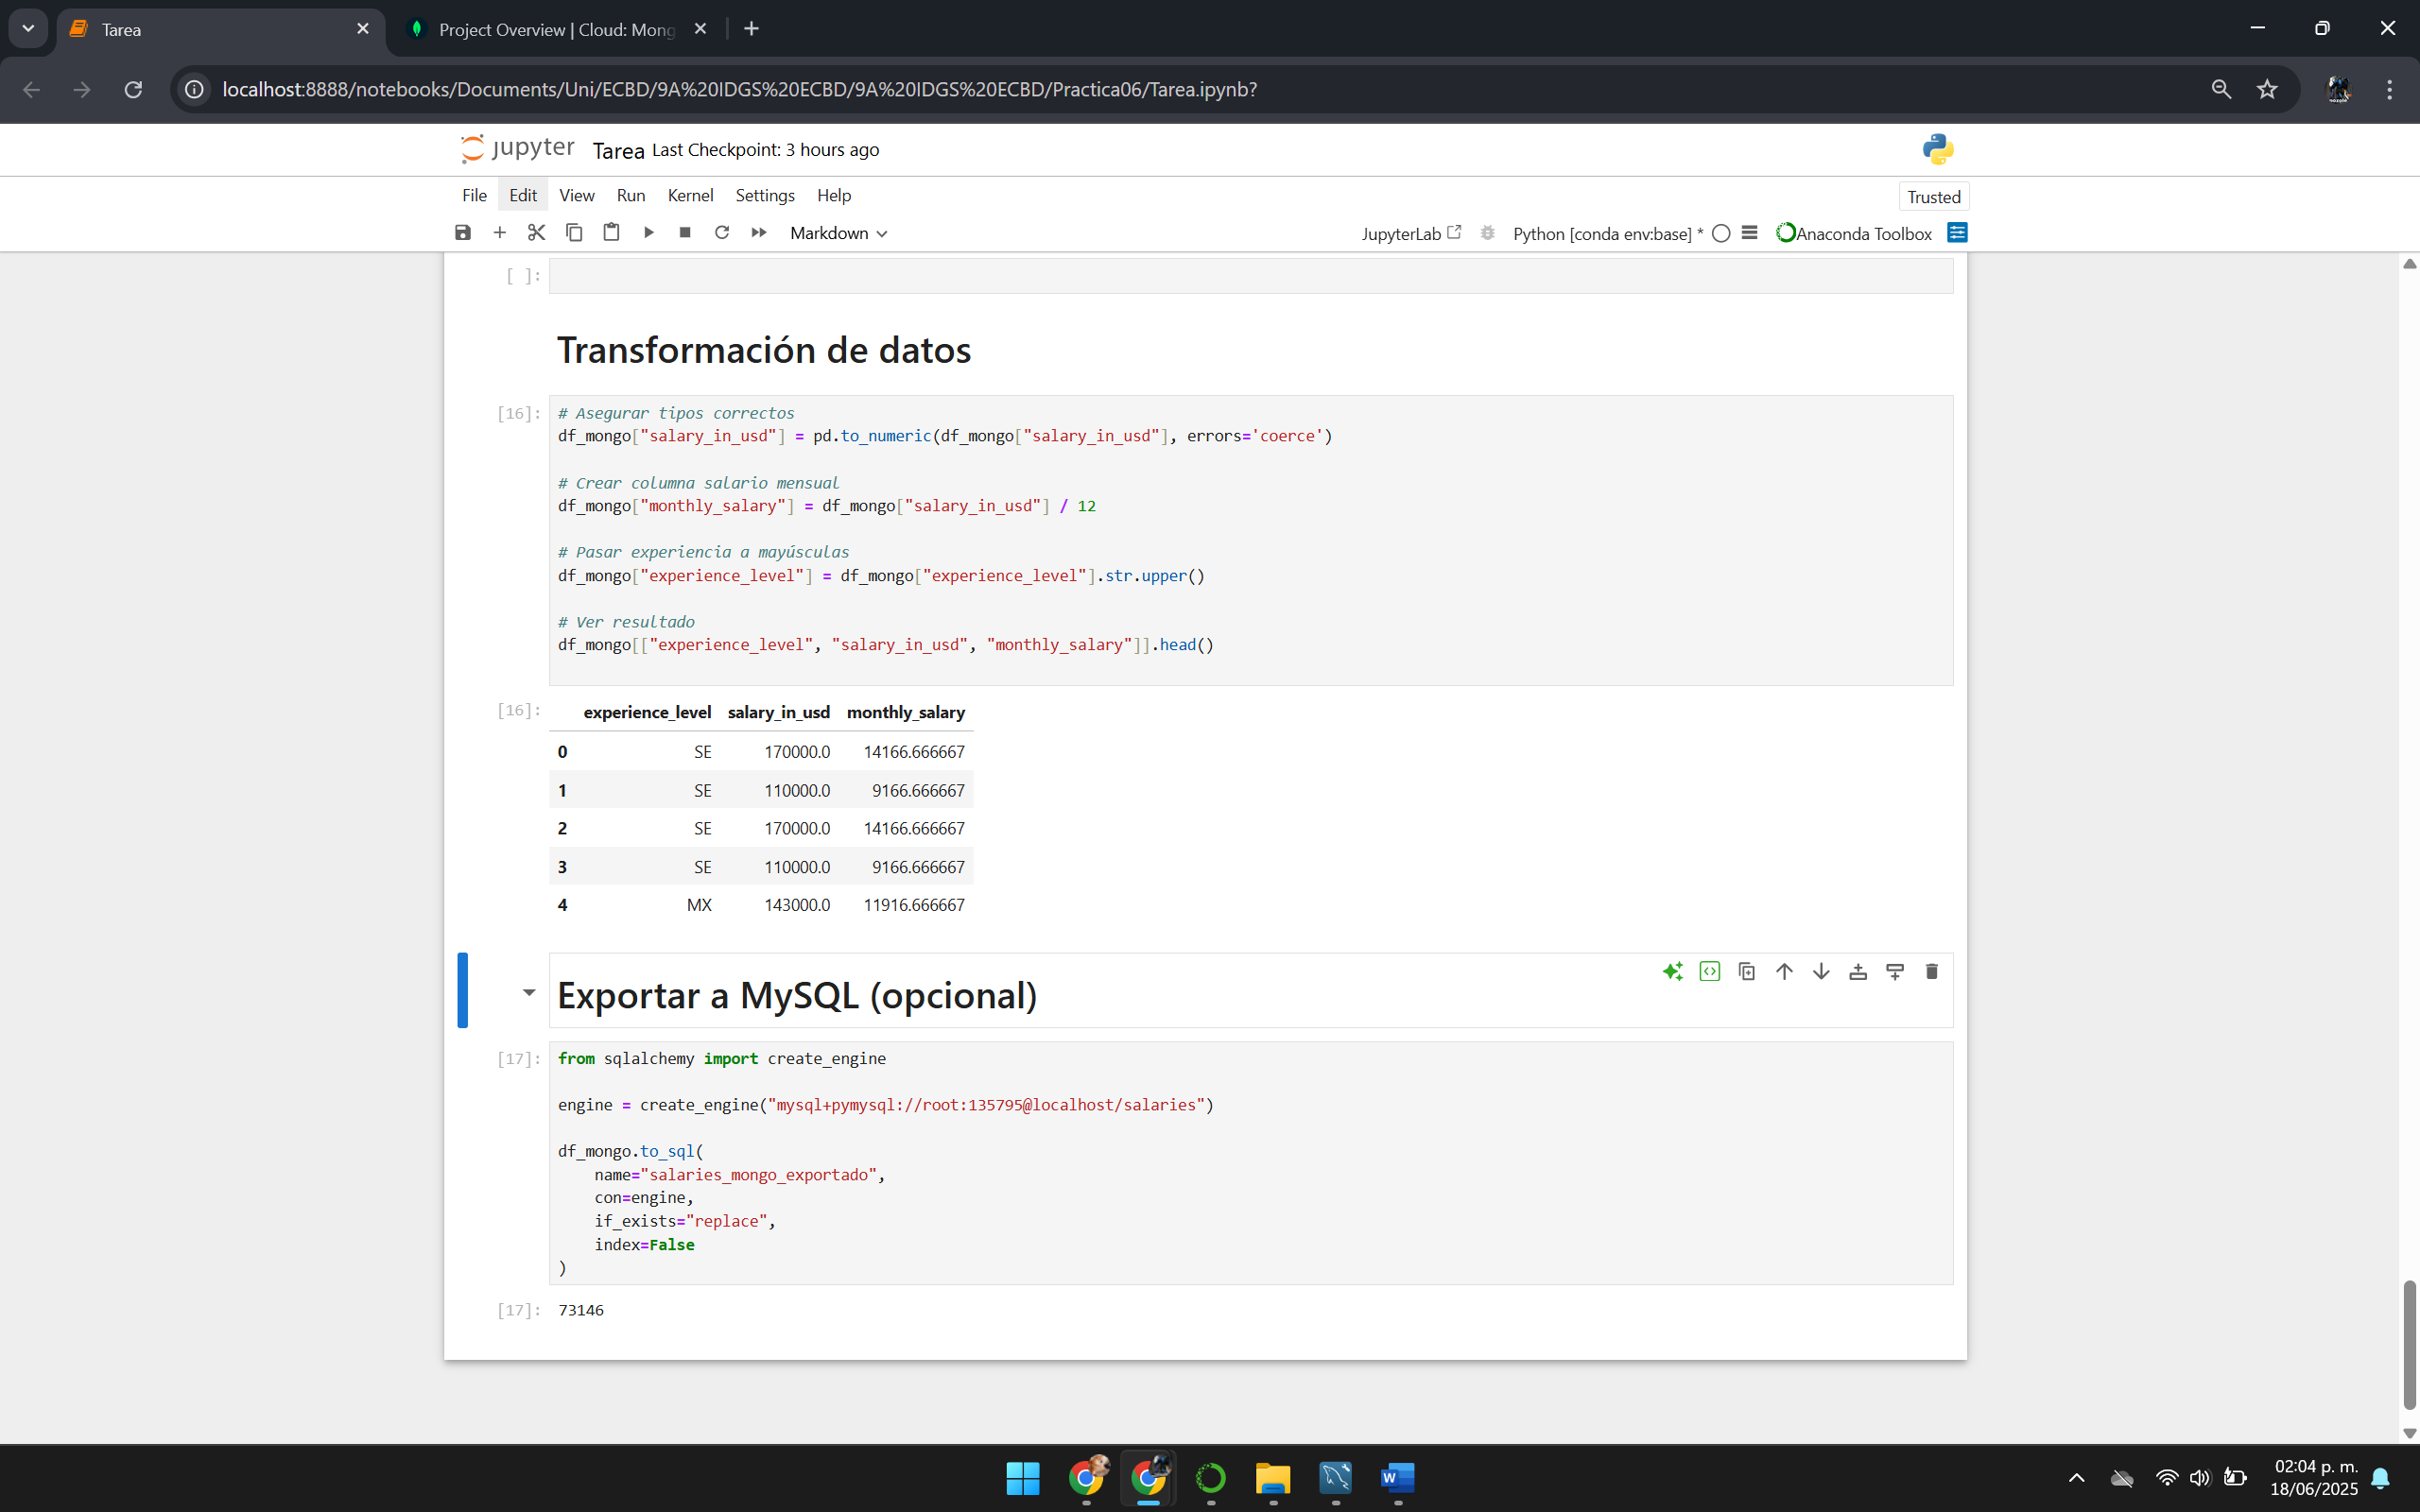 Tarea
Project Overview | Cloud: Mong
localhost:8888/notebooks/Documents/Uni/ECBD/9A%20IDGS%20ECBD/9A%20IDGS%20ECBD/Practica06/Tarea.ipynb?
jupyter Tarea Last Checkpoint: 3 hours ago
File Edit View Run Kernel Settings Help
Trusted
Markdown
JupyterLab
Python [conda env:base] *
Anaconda Toolbox
[ ]:
Transformación de datos
[16]:
# Asegurar tipos correctos
df_mongo["salary_in_usd"] = pd.to_numeric(df_mongo["salary_in_usd"], errors='coerce')
# Crear columna salario mensual
df_mongo["monthly_salary"] = df_mongo["salary_in_usd"] / 12
# Pasar experiencia a mayúsculas
df_mongo["experience_level"] = df_mongo["experience_level"].str.upper()
# Ver resultado
df_mongo[["experience_level", "salary_in_usd", "monthly_salary"]].head()
[16]:
experience_level salary_in_usd monthly_salary
0 SE 170000.0 14166.666667
1 SE 110000.0 9166.666667
2 SE 170000.0 14166.666667
3 SE 110000.0 9166.666667
4 MX 143000.0 11916.666667
Exportar a MySQL (opcional)
[17]:
from sqlalchemy import create_engine
engine = create_engine("mysql+pymysql://root:135795@localhost/salaries")
df_mongo.to_sql(
name="salaries_mongo_exportado",
con=engine,
if_exists="replace",
index=False
)
[17]: 73146
W
02:04 p. m.
18/06/2025